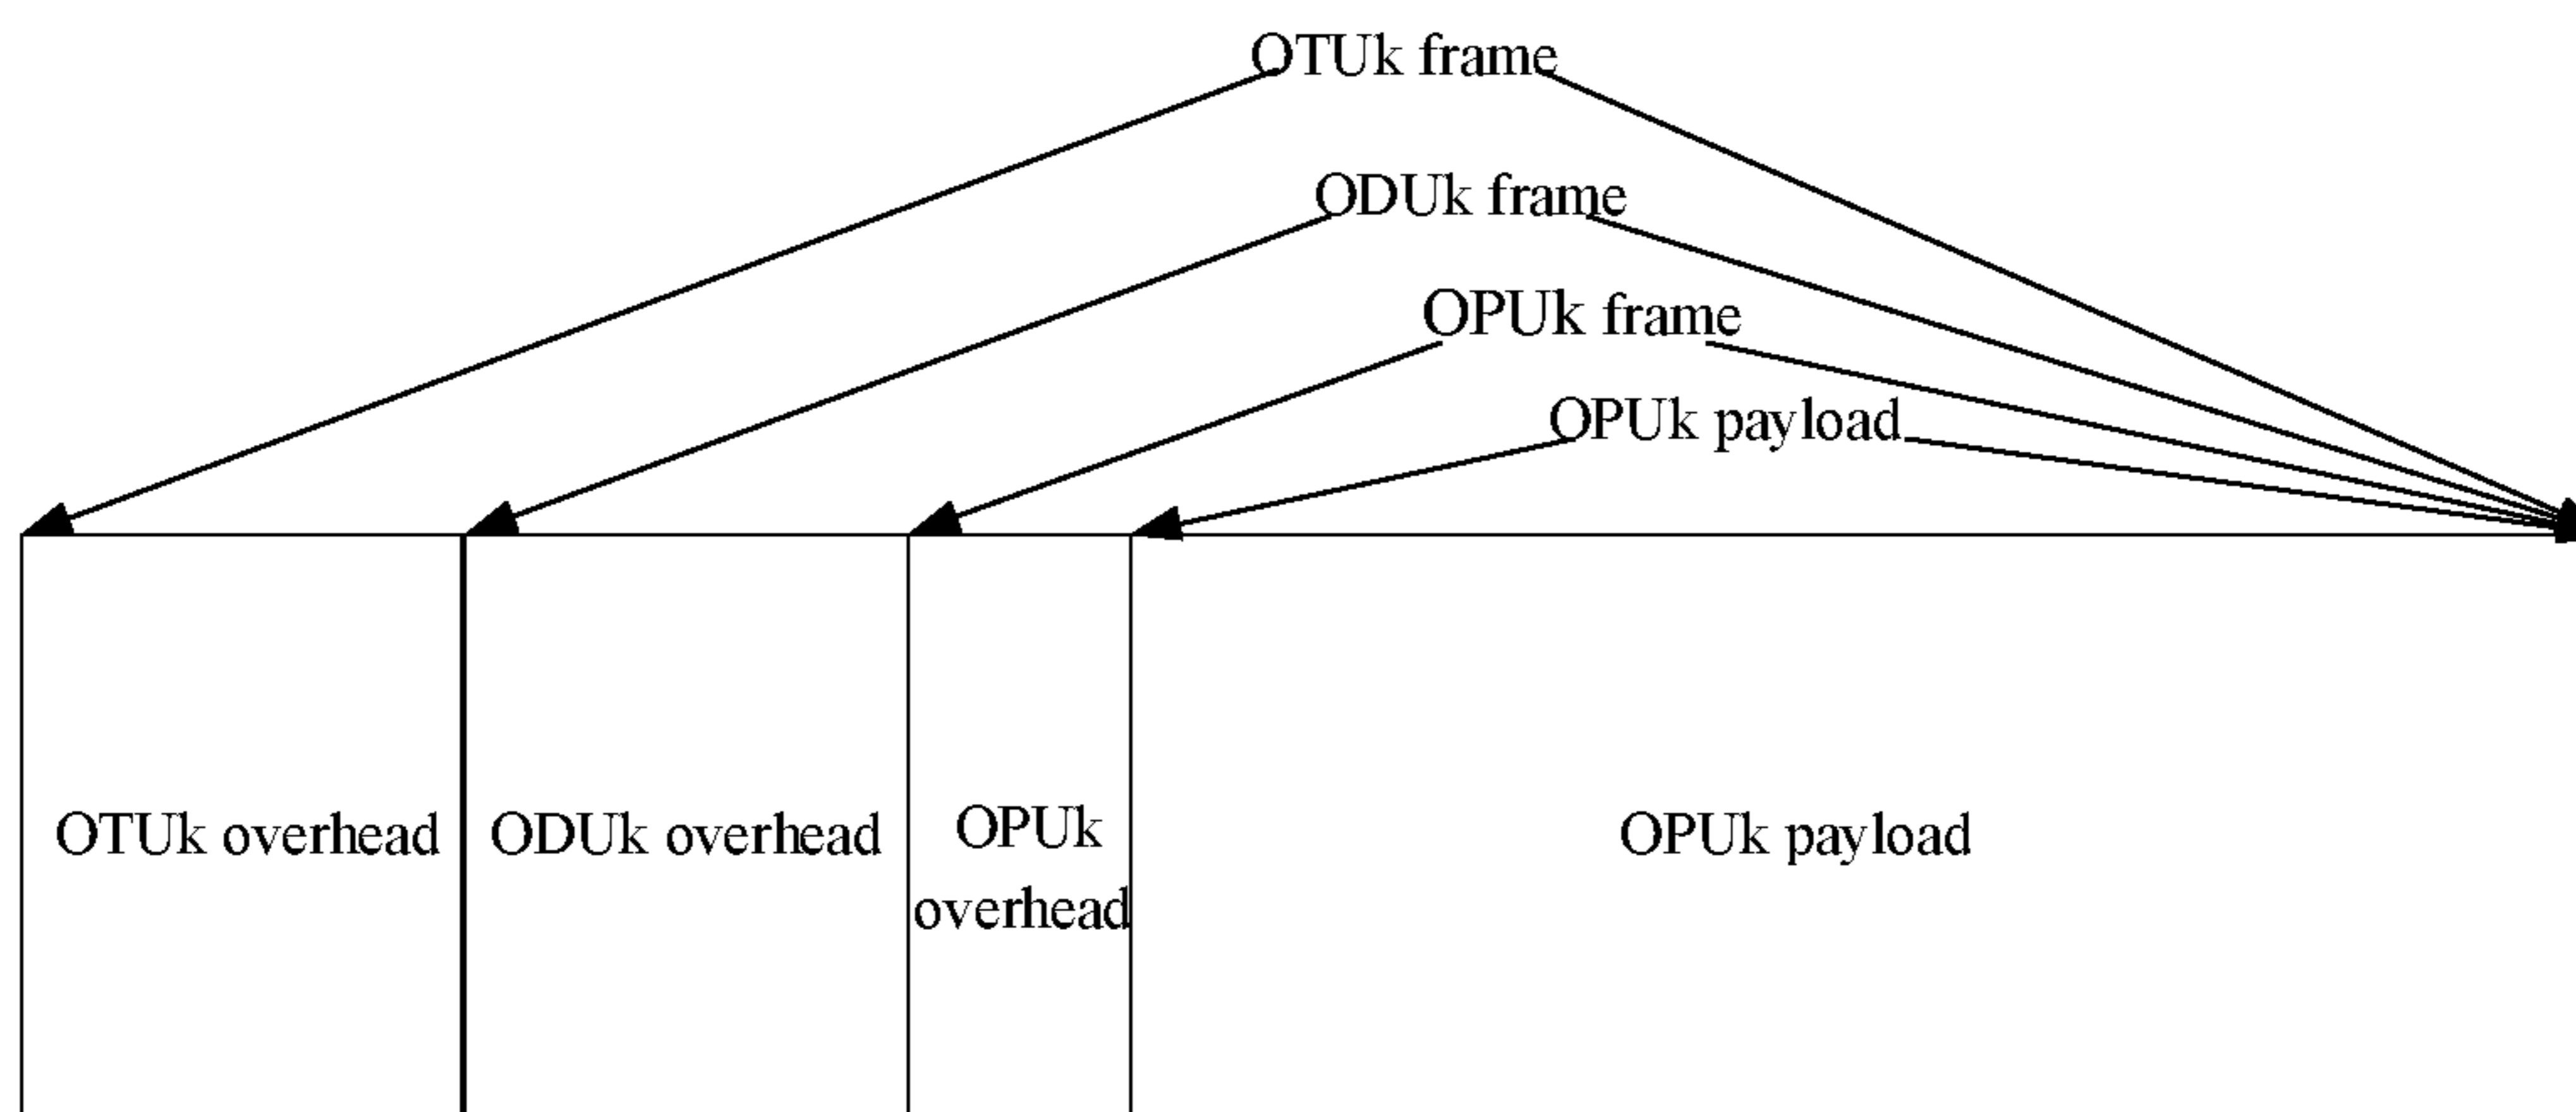 OTUk frame
ODUk frame
OPUk frame
OPUk payload
OTUk overhead
ODUk overhead
OPUk
overhead
OPUk payload